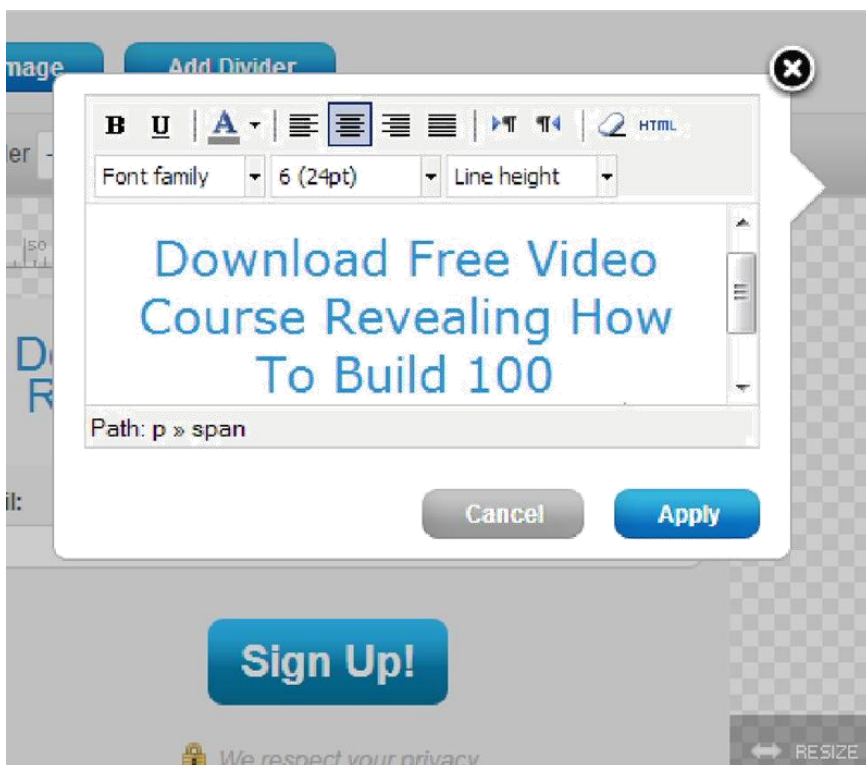 Add Divider
B U A HTML
Font family 6 (24pt) Line height
Download Free Video
Course Revealing How
To Build 100
Path: p » span
Cancel Apply
Sign Up!
We respect your privacy
RESIZE